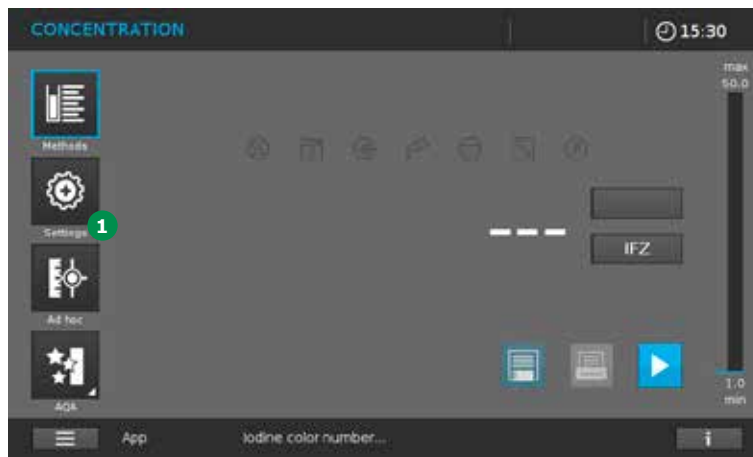 CONCENTRATION
15:30
max
50.0
Methods
Settings
1
IFZ
Ad hoc
AQA
1.0
min
App
Iodine color number...
i